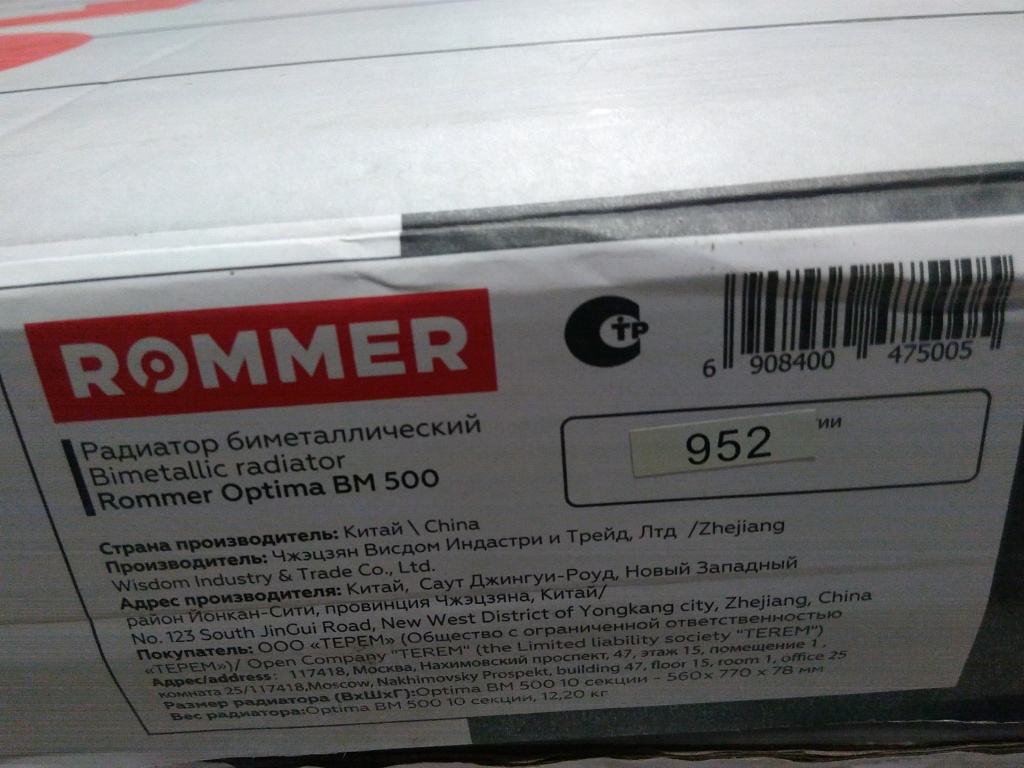 ROMMER
Радиатор биметаллический
Bimetallic radiator
Rommer Optima BM 500
СТР
6 908400 475005
952
ии
Страна производитель: Китай \ China
Производитель: Чжэцзян Висдом Индастри и Трейд, Лтд /Zhejiang
Wisdom Industry & Trade Co., Ltd.
Адрес производителя: Китай, Саут Джингуи-Роуд, Новый Западный
район Йонкан-Сити, провинция Чжэцзяна, Китай/
No. 123 South JinGui Road, New West District of Yongkang city, Zhejiang, China
Покупатель: ООО «ТЕРЕМ» (Общество с ограниченной ответственностью
«ТЕРЕМ»)/ Open Company "TEREM" (the Limited liability society "TEREM")
Адрес/address: 117418, Москва, Нахимовский проспект, 47, этаж 15, помещение 1 ,
комната 25/117418,Moscow, Nakhimovsky Prospekt, building 47, floor 15, room 1, office 25
Размер радиатора (ВхШхГ):Optima BM 500 10 секции - 560х 770 х 78 мм
Вес радиатора:Optima BM 500 10 секции, 12,20 кг